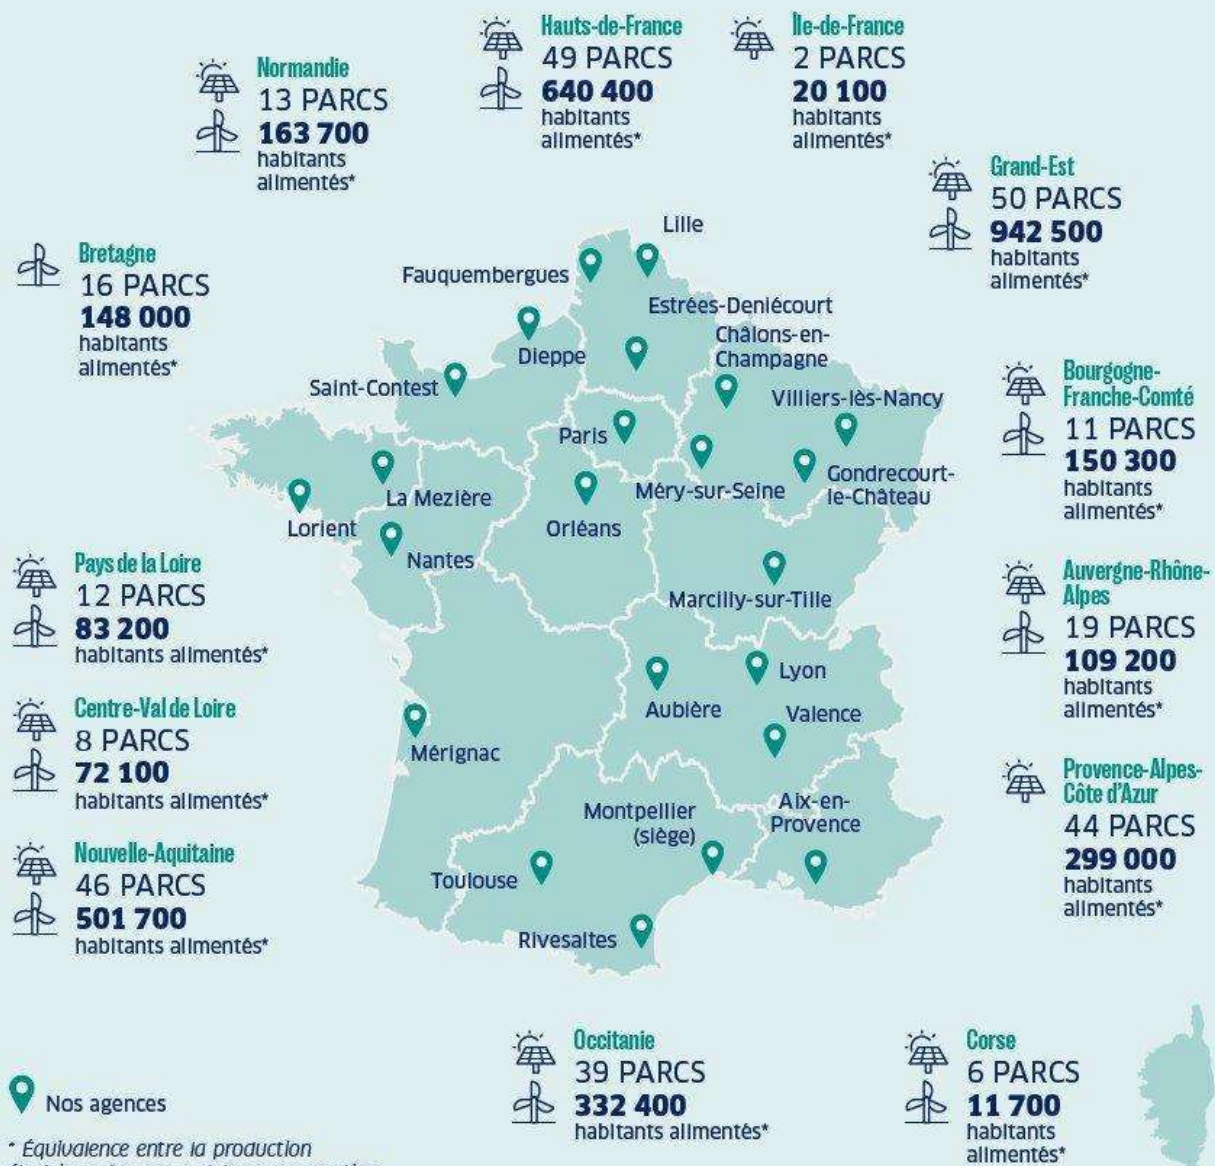 Hauts-de-France
49 PARCS
640 400
habitants
alimentés*
Île-de-France
2 PARCS
20 100
habitants
alimentés*
Normandie
13 PARCS
163 700
habitants
alimentés*
Grand-Est
50 PARCS
942 500
habitants
alimentés*
Bretagne
16 PARCS
148 000
habitants
alimentés*
Lille
Fauquembergues
Estrées-Deniécourt
Dieppe
Châlons-en-
Champagne
Saint-Contest
Villiers-lès-Nancy
Paris
Gondrecourt-
le-Château
Méry-sur-Seine
La Mezière
Lorient
Orléans
Nantes
Marcilly-sur-Tille
Bourgogne-
Franche-Comté
11 PARCS
150 300
habitants
alimentés*
Pays de la Loire
12 PARCS
83 200
habitants alimentés*
Auvergne-Rhône-
Alpes
19 PARCS
109 200
habitants
alimentés*
Lyon
Aubière
Valence
Mérignac
Centre-Val de Loire
8 PARCS
72 100
habitants alimentés*
Provence-Alpes-
Côte d'Azur
44 PARCS
299 000
habitants
alimentés*
Montpellier
(siège)
Aix-en-
Provence
Toulouse
Rivesaltes
Nouvelle-Aquitaine
46 PARCS
501 700
habitants alimentés*
Occitanie
39 PARCS
332 400
habitants alimentés*
Corse
6 PARCS
11 700
habitants
alimentés*
Nos agences
* Équivalence entre la production